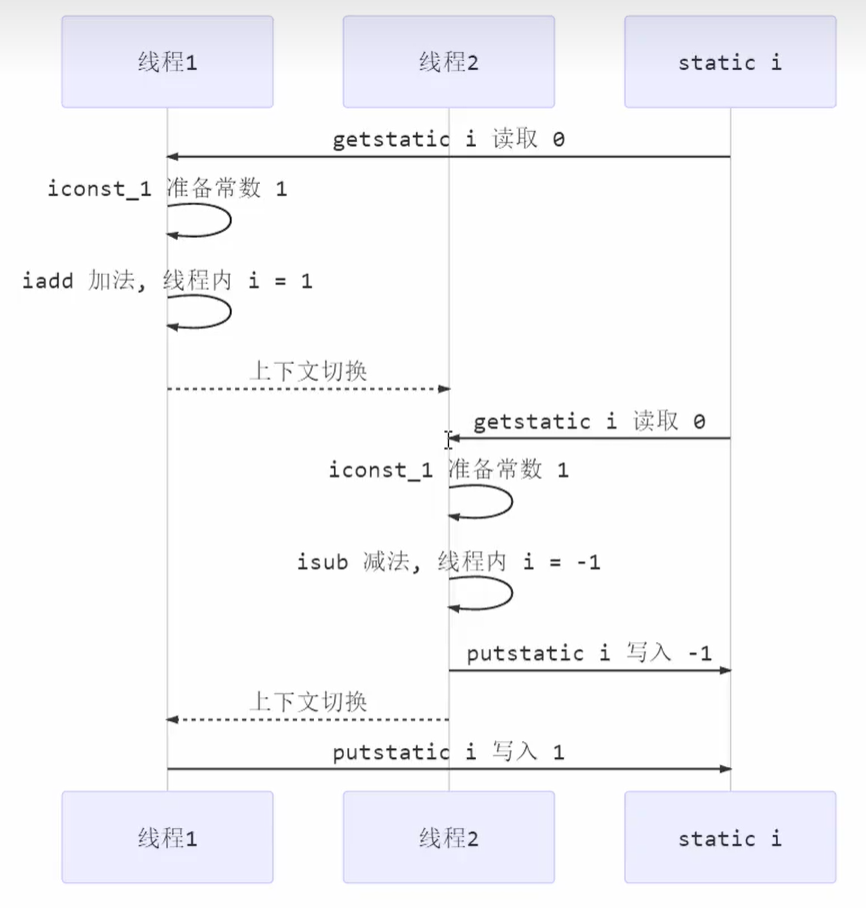 线程1
线程2
static i
getstatic i 读取 0
iconst_1 准备常数 1
iadd 加法, 线程内 i = 1
上下文切换
getstatic i 读取 0
iconst_1 准备常数 1
isub 减法, 线程内 i = -1
putstatic i 写入 -1
上下文切换
putstatic i 写入 1
线程1
线程2
static i